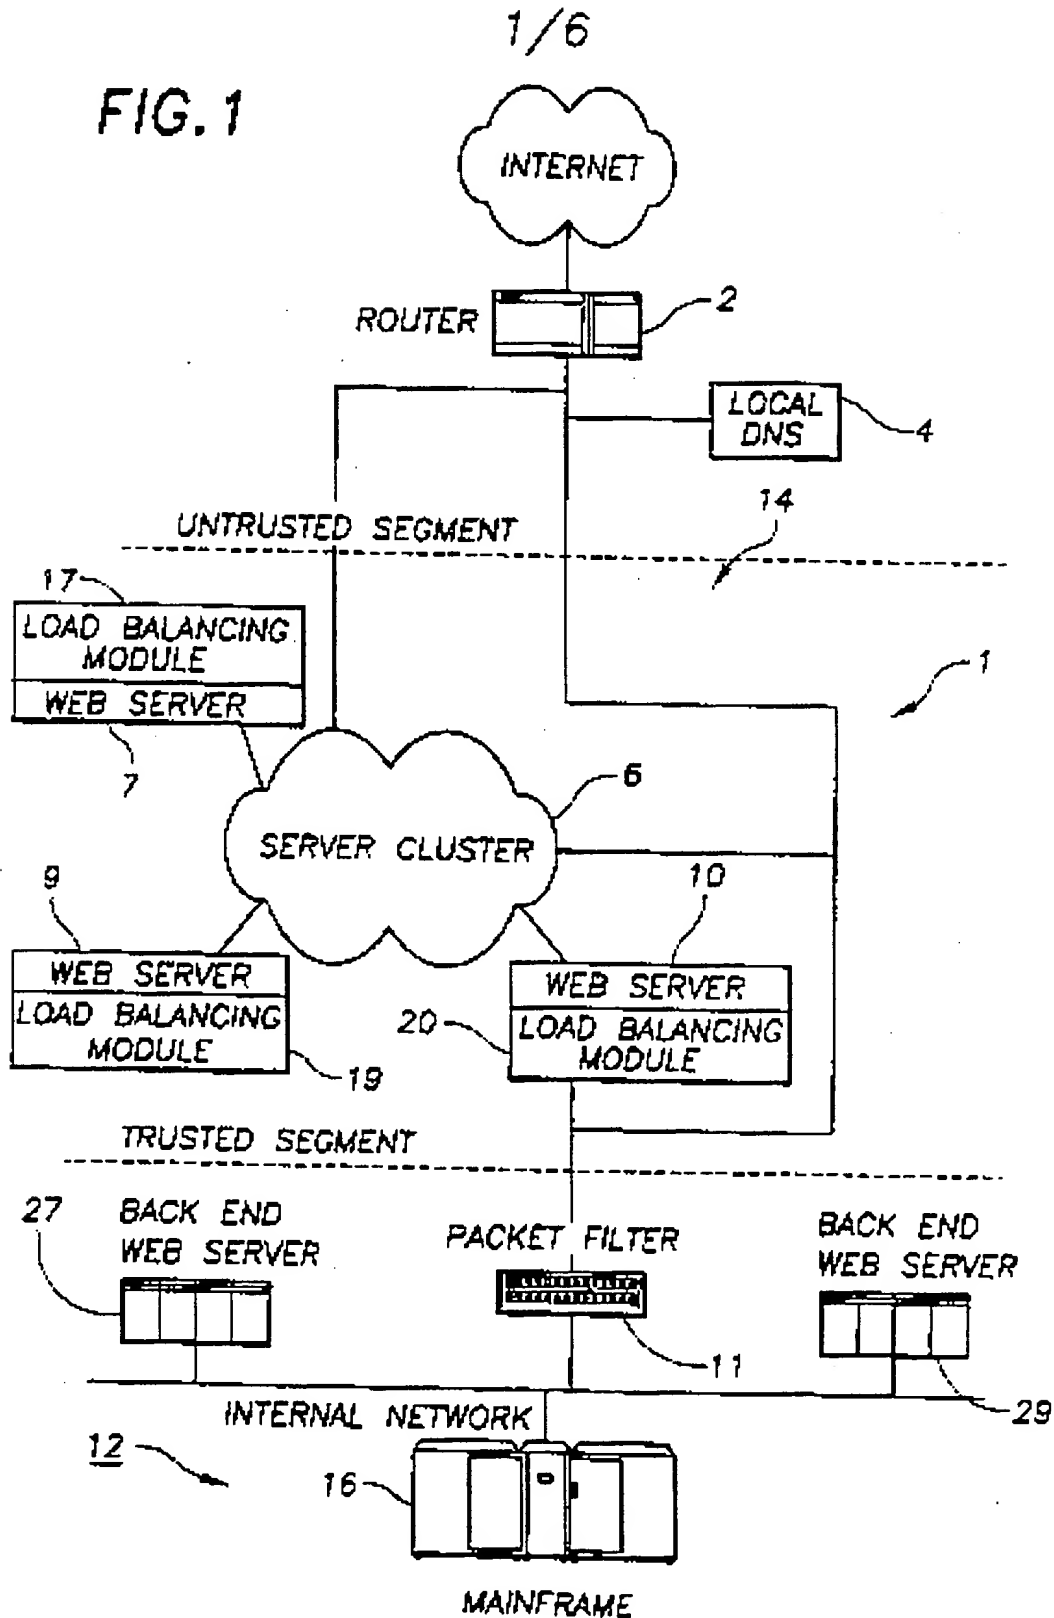 1/6
FIG. 1
INTERNET
ROUTER
2
LOCAL
DNS
4
14
UNTRUSTED SEGMENT
17
LOAD BALANCING
MODULE
WEB SERVER
7
1
6
SERVER CLUSTER
9
WEB SERVER
LOAD BALANCING
MODULE
19
10
WEB SERVER
20
LOAD BALANCING
MODULE
TRUSTED SEGMENT
27
BACK END
WEB SERVER
PACKET FILTER
BACK END
WEB SERVER
11
29
INTERNAL NETWORK
12
16
MAINFRAME